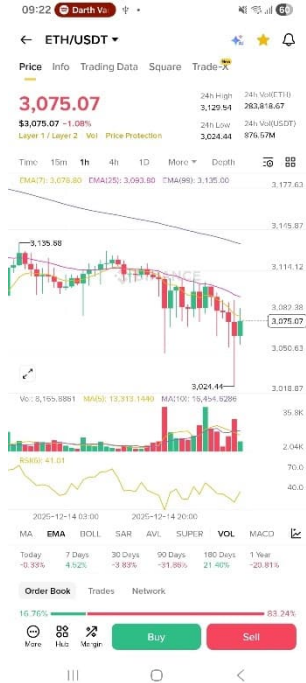 09:22 Darth Va 60
ETH/USDT
Price Info Trading Data Square Trade-X New
3,075.07
$3,075.07 -1.08%
Layer 1 / Layer 2 Vol Price Protection
24h High
3,129.54
24h Vol(ETH)
283,818.67
24h Low
3,024.44
24h Vol(USDT)
876.57M
Time 15m 1h 4h 1D More Depth
EMA(7): 3,078.80 EMA(25): 3,093.60 EMA(99): 3,135.00
3,177.63
3,145.87
3,135.88
3,114.12
BINANCE
3,082.38
3,075.07
3,050.63
3,024.44
3,018.87
Vol: 8,165.8881 MA(5): 13,313.1440 MA(10): 16,454.6286
35.8K
2.04K
RSI(6): 41.01
70.0
40.0
2025-12-14 03:00 2025-12-14 20:00
MA EMA BOLL SAR AVL SUPER VOL MACD
Today 7 Days 30 Days 90 Days 180 Days 1 Year
-0.33% 4.52% -3.83% -31.86% 21.40% -20.81%
Order Book Trades Network
16.76% 83.24%
More Hub Margin Buy Sell